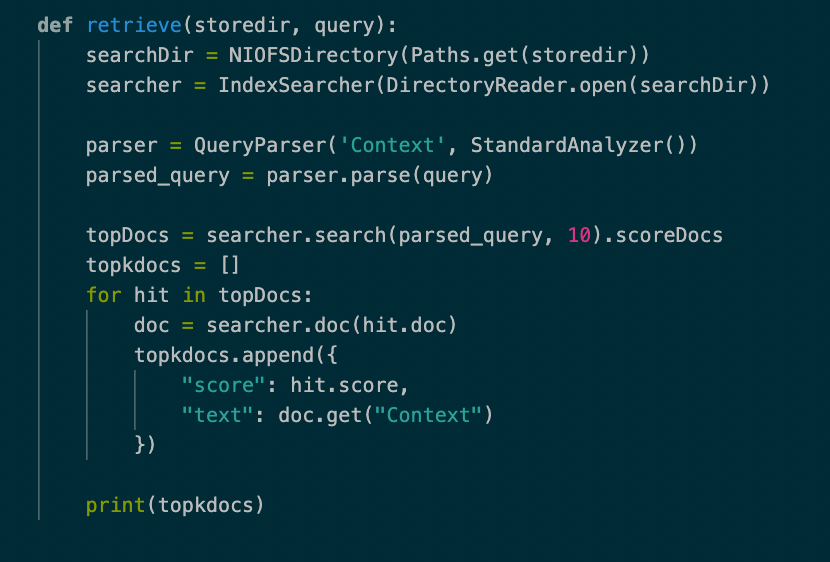 def retrieve(storedir, query):
    searchDir = NIOFSDirectory(Paths.get(storedir))
    searcher = IndexSearcher(DirectoryReader.open(searchDir))

    parser = QueryParser('Context', StandardAnalyzer())
    parsed_query = parser.parse(query)

    topDocs = searcher.search(parsed_query, 10).scoreDocs
    topkdocs = []
    for hit in topDocs:
        doc = searcher.doc(hit.doc)
        topkdocs.append({
            "score": hit.score,
            "text": doc.get("Context")
        })

    print(topkdocs)